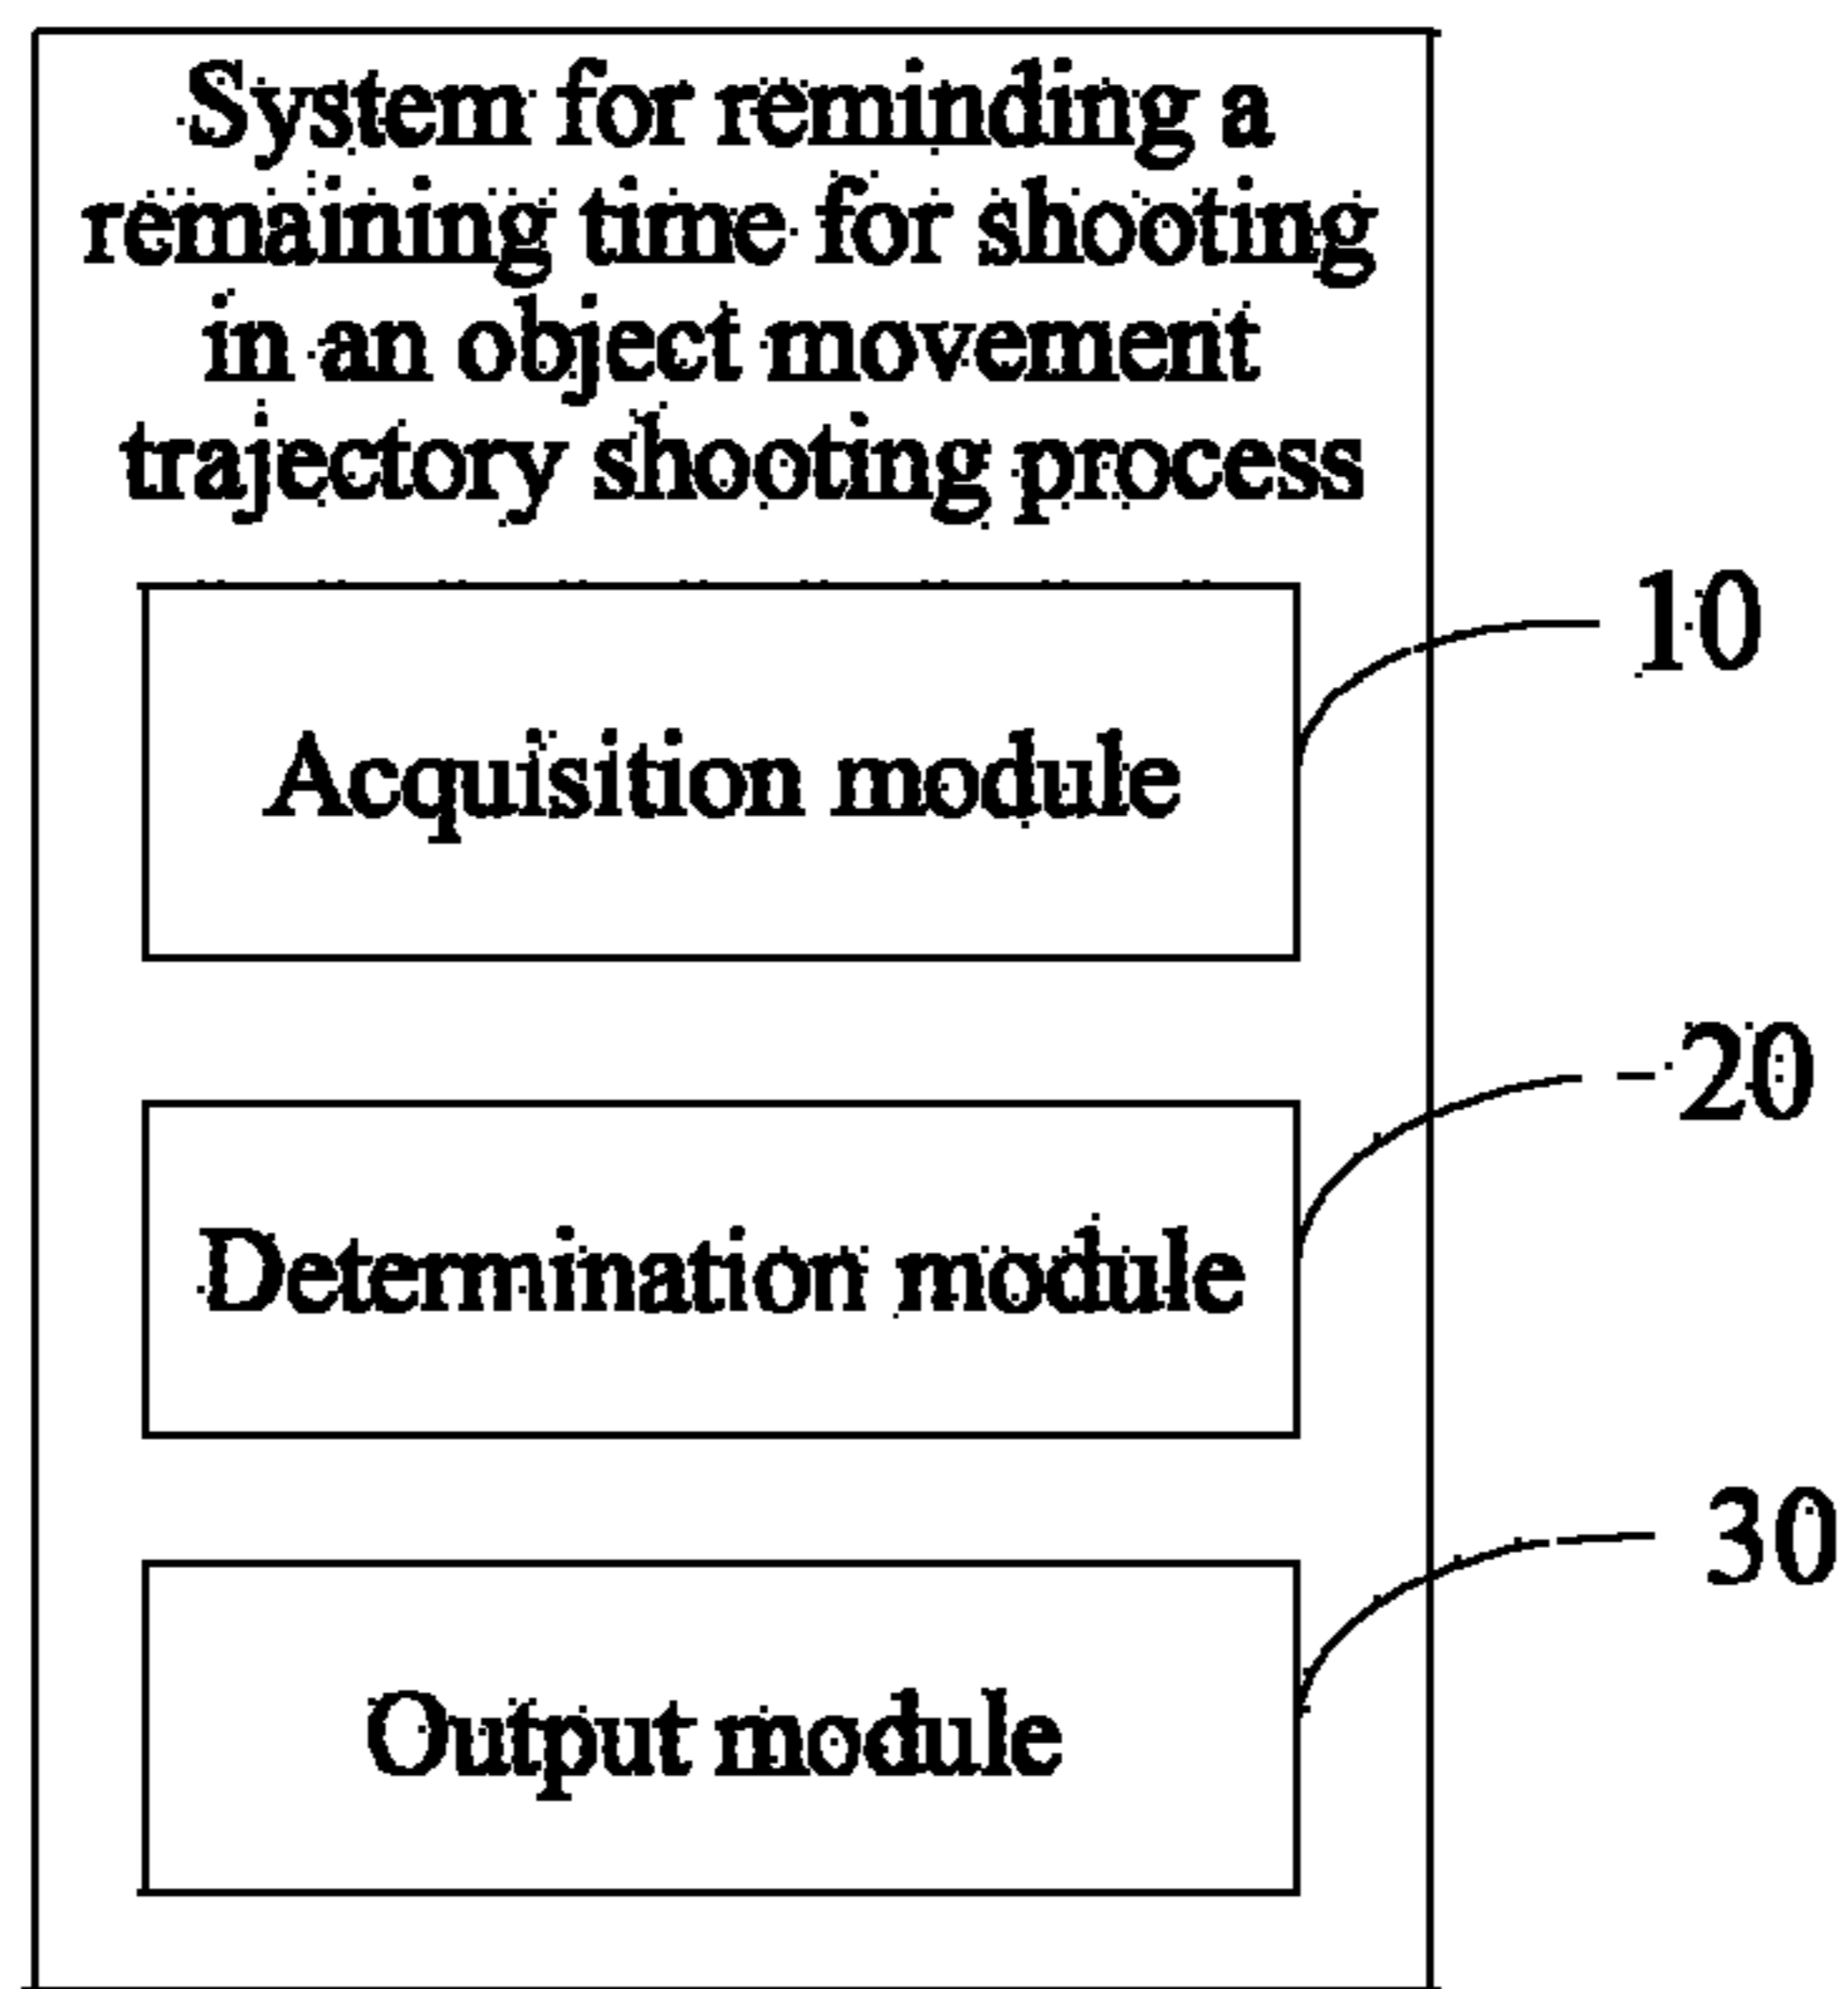 System for reminding a
remaining time for shooting
in an object movement
trajectory shooting process
10
Acquisition module
20
Determination module
30
Output module